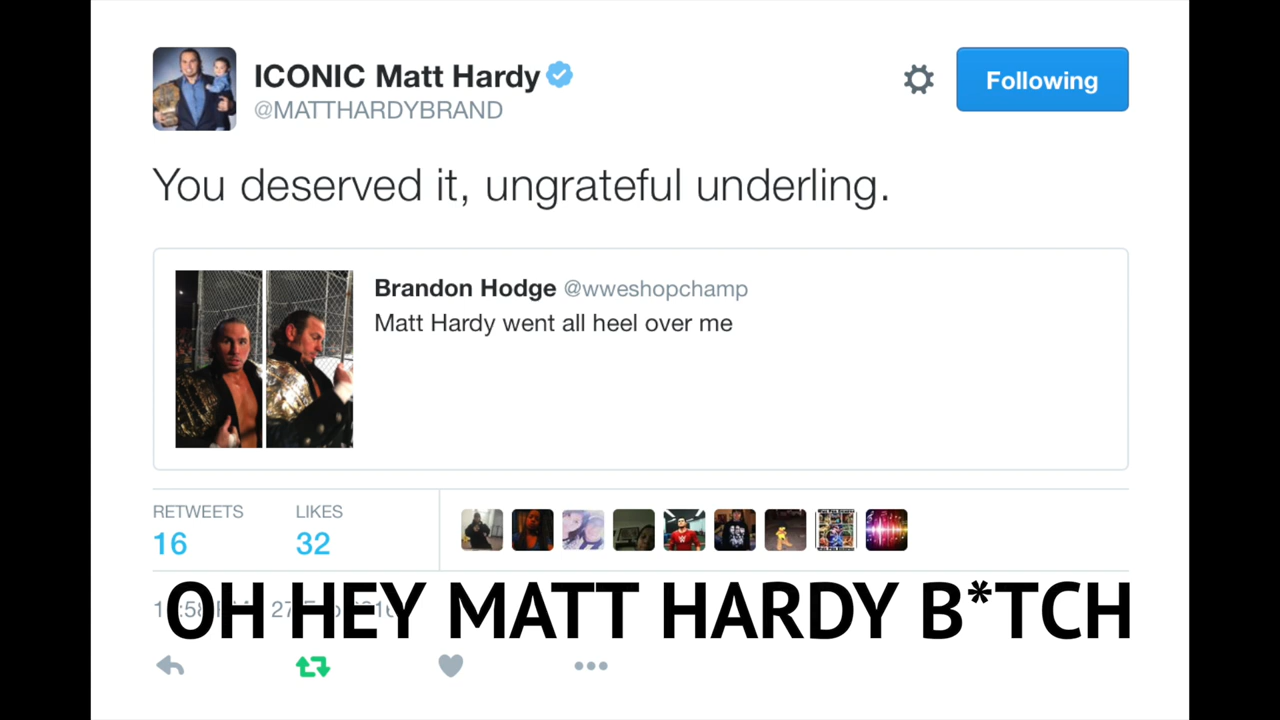 ICONIC Matt Hardy
@MATTHARDYBRAND
Following
You deserved it, ungrateful underling.
Brandon Hodge @wweshopchamp
Matt Hardy went all heel over me
RETWEETS LIKES
16 32
OH HEY MATT HARDY B*TCH